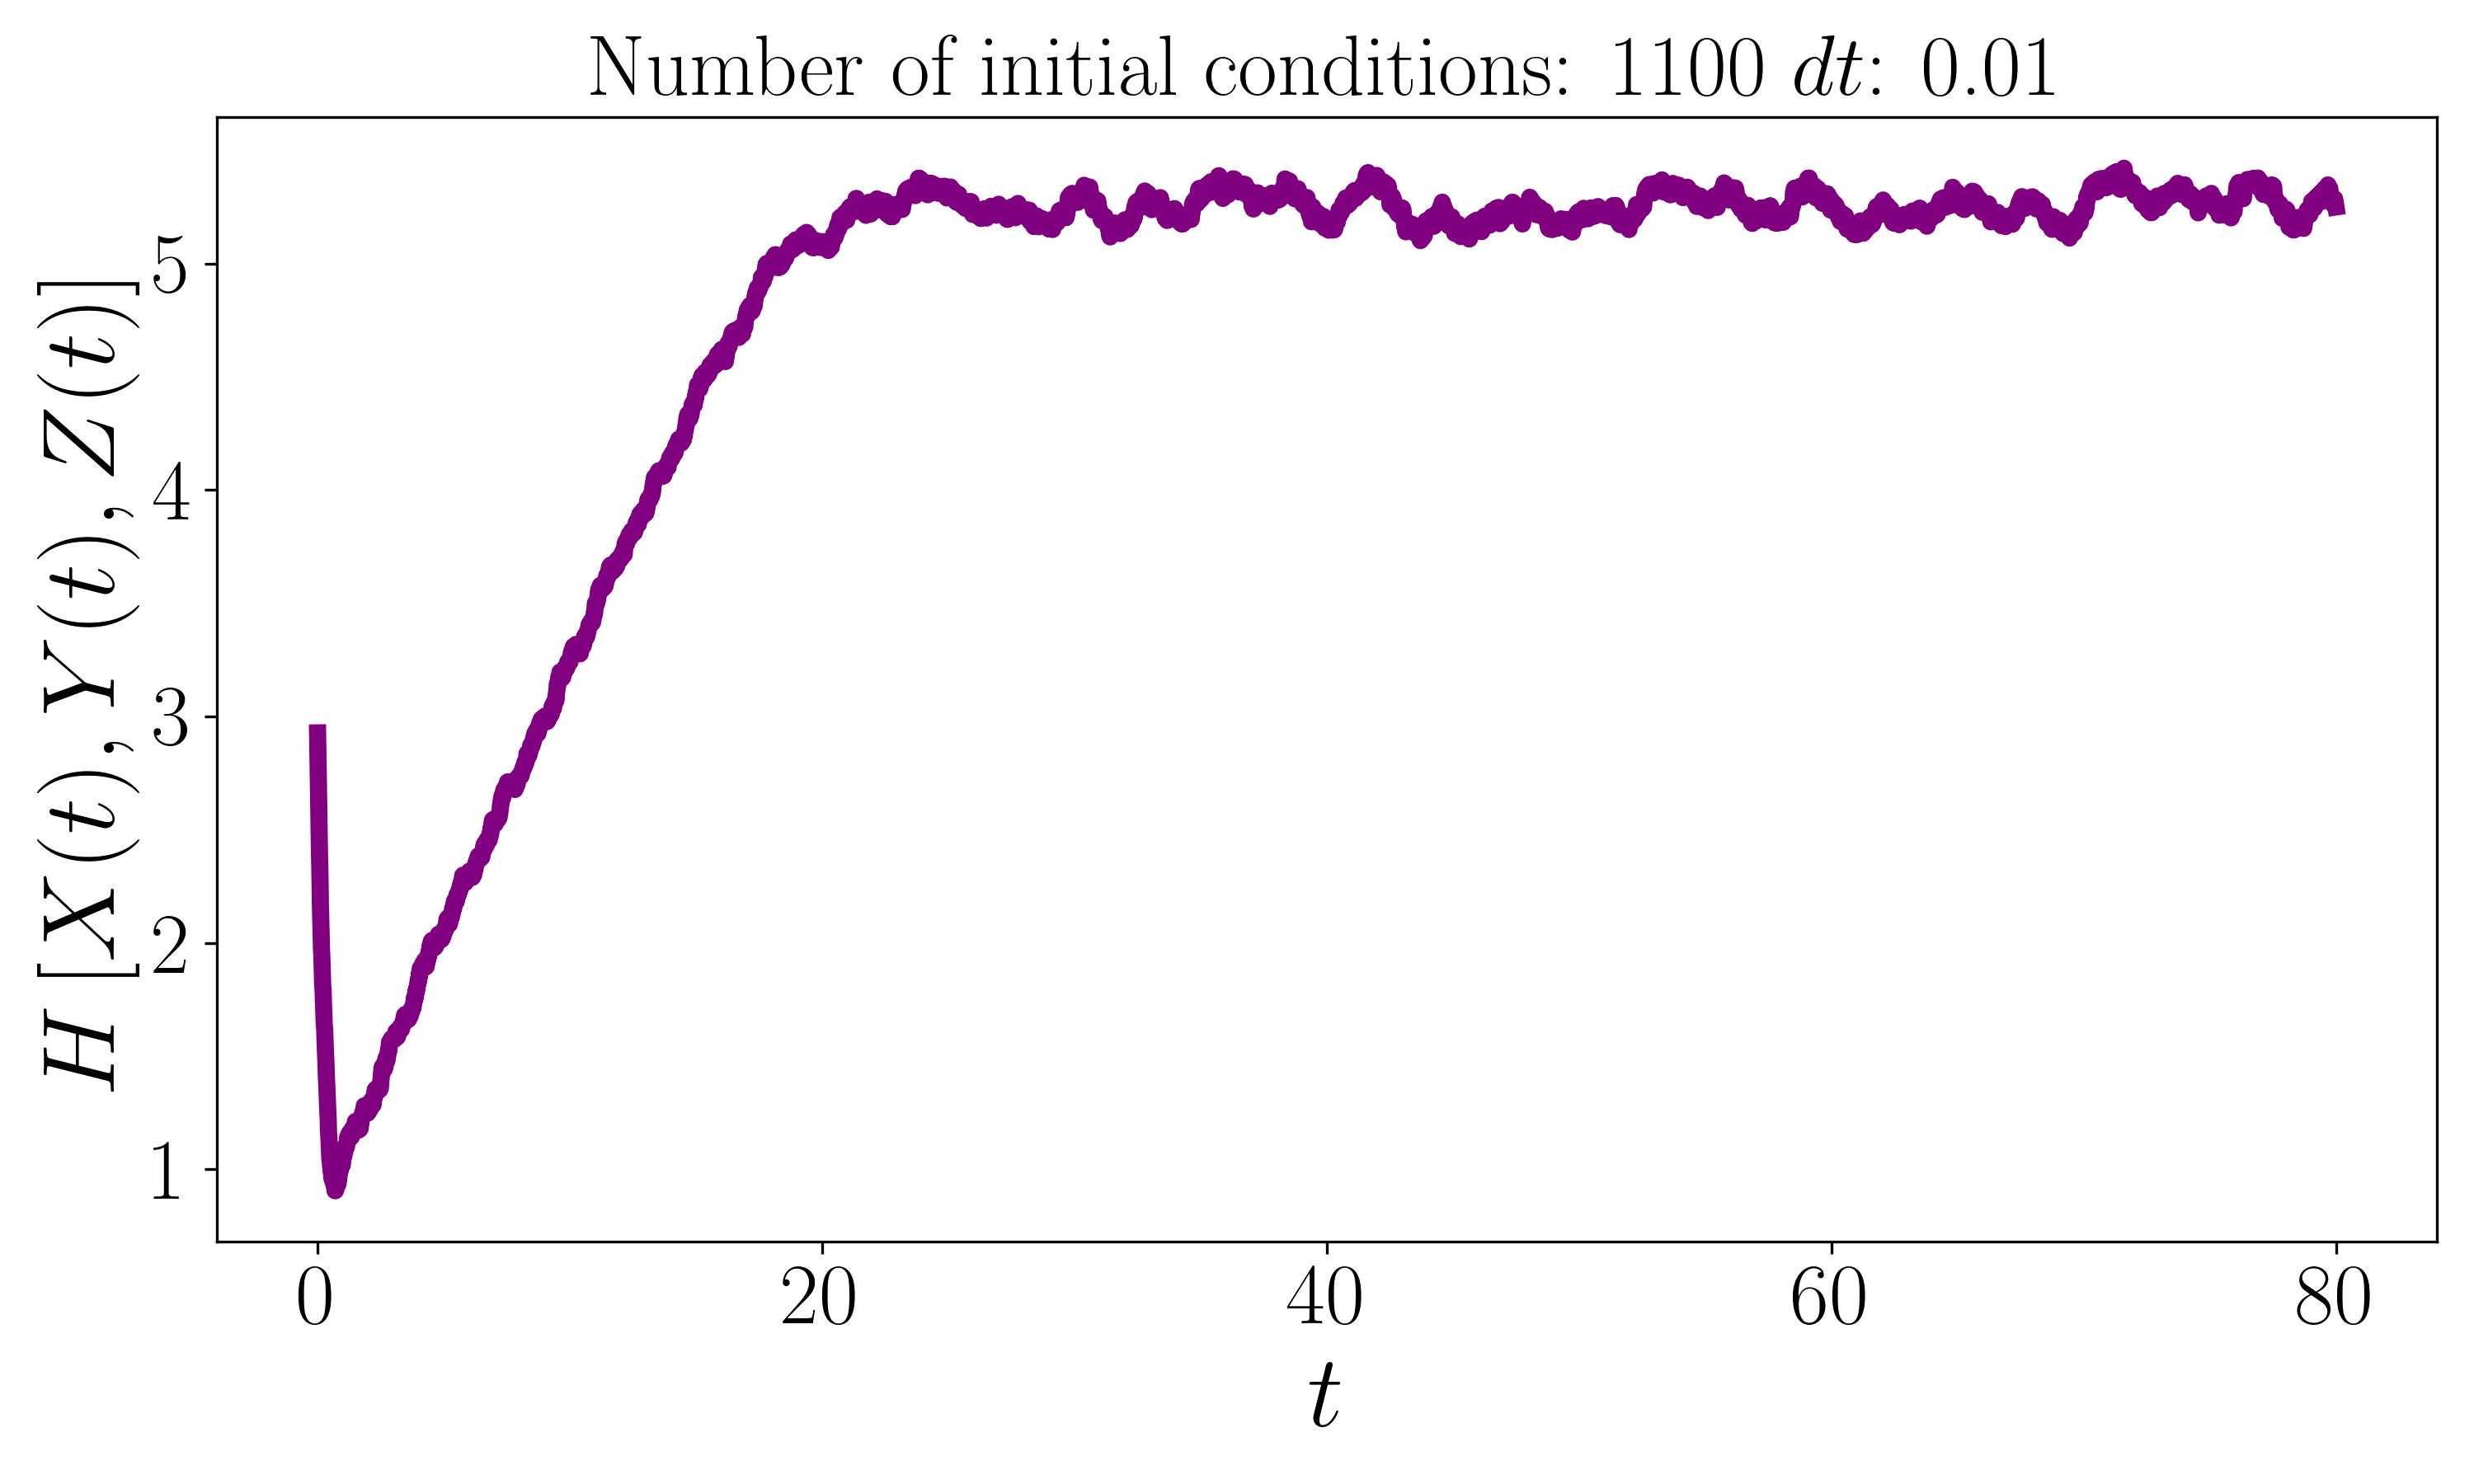 Number of initial conditions: 1100 dt: 0.01
H [X(t), Y(t), Z(t)]
5
4
3
2
1
0 20 40 60 80
t